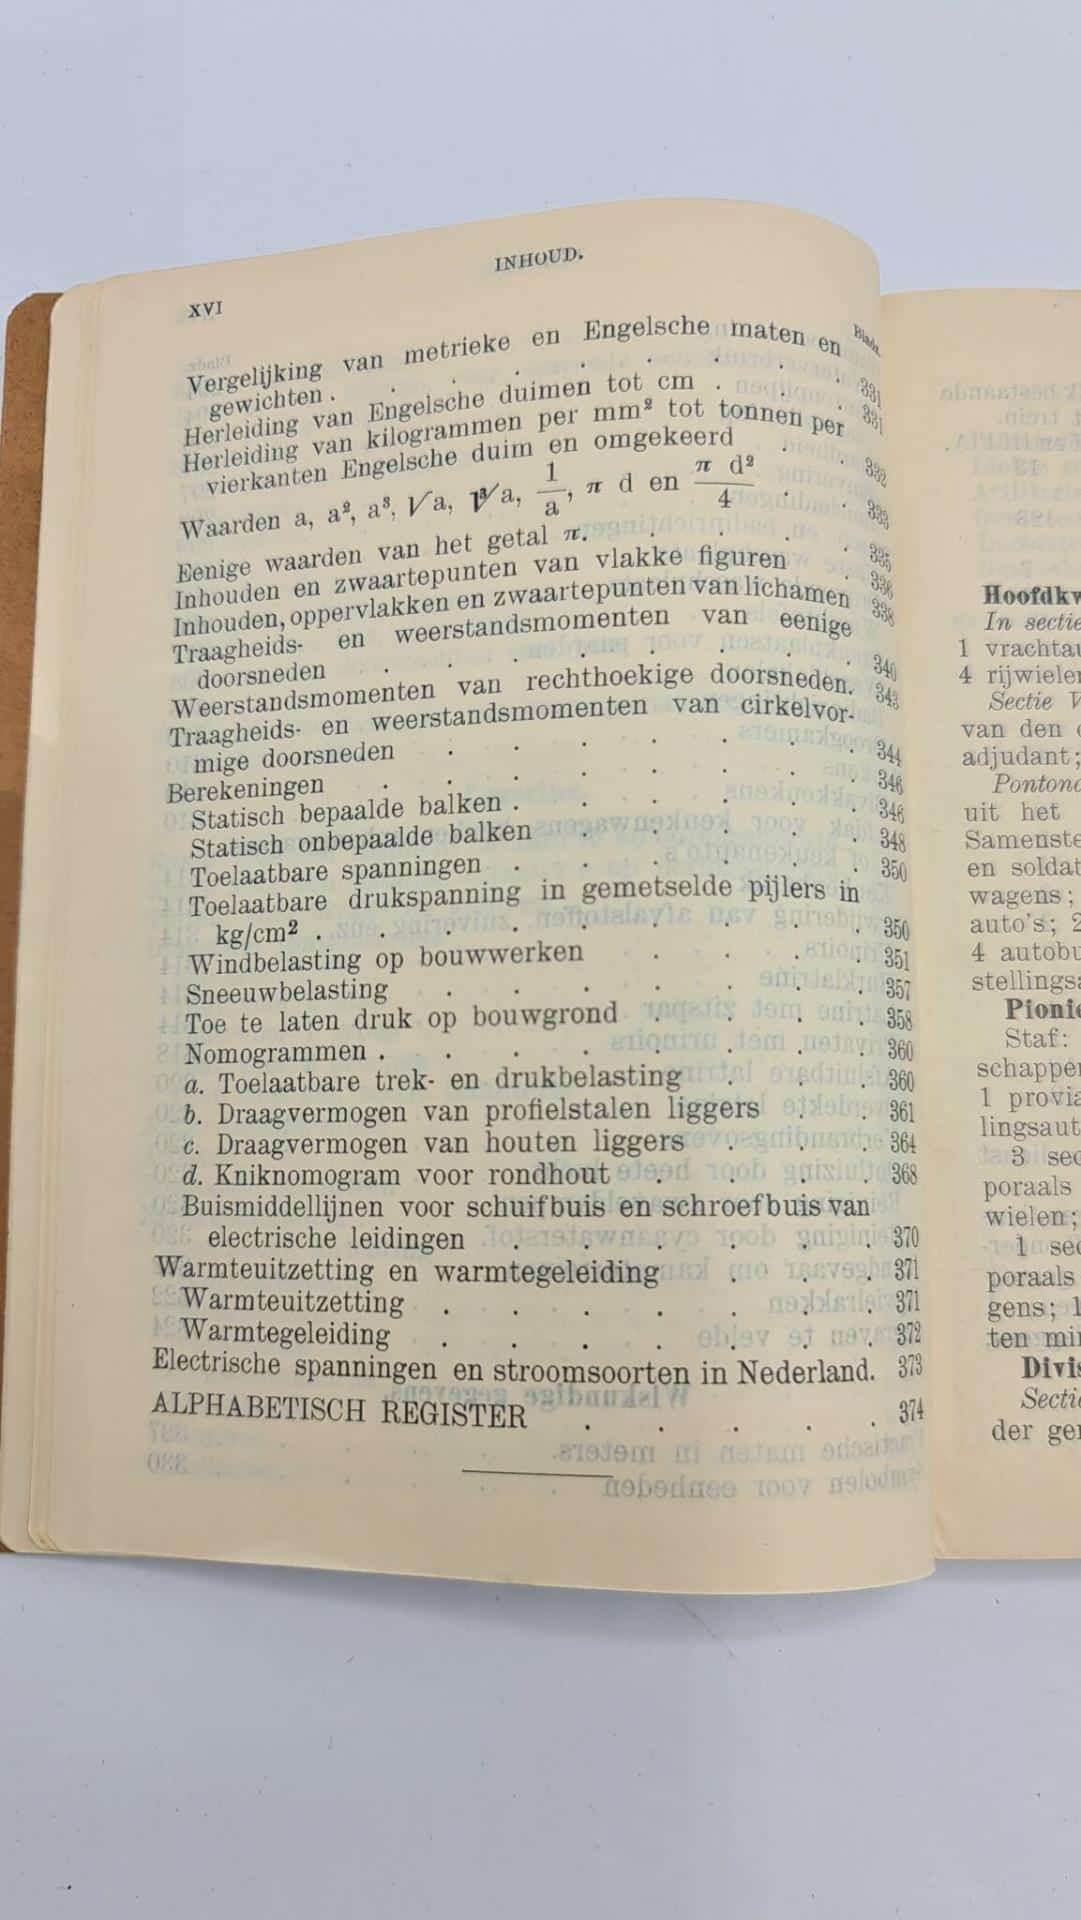 INHOUD.
XVI
Bladz.
Vergelijking van metrieke en Engelsche maten en
gewichten . . . . . . . . 331
Herleiding van Engelsche duimen tot cm . . . 331
Herleiding van kilogrammen per mm² tot tonnen per
vierkanten Engelsche duim en omgekeerd . . 332
Waarden a, a², a³, √a, ∛a, 1/a, π d en π d²/4 . . 333
Eenige waarden van het getal π. . . . . 335
Inhouden en zwaartepunten van vlakke figuren . 336
Inhouden, oppervlakken en zwaartepunten van lichamen 338
Traagheids- en weerstandsmomenten van eenige
doorsneden . . . . . . . . 340
Weerstandsmomenten van rechthoekige doorsneden. 343
Traagheids- en weerstandsmomenten van cirkelvor-
mige doorsneden . . . . . . . 344
Berekeningen . . . . . . . . 346
Statisch bepaalde balken . . . . . . 346
Statisch onbepaalde balken . . . . . 348
Toelaatbare spanningen . . . . . . 350
Toelaatbare drukspanning in gemetselde pijlers in
kg/cm² . . . . . . . . . 350
Windbelasting op bouwwerken . . . . 351
Sneeuwbelasting . . . . . . . 357
Toe te laten druk op bouwgrond . . . . 358
Nomogrammen . . . . . . . . 360
a. Toelaatbare trek- en drukbelasting . . . 360
b. Draagvermogen van profielstalen liggers . . 361
c. Draagvermogen van houten liggers . . . 364
d. Kniknomogram voor rondhout . . . . 368
Buismiddellijnen voor schuifbuis en schroefbuis van
electrische leidingen . . . . . . 370
Warmteuitzetting en warmtegeleiding . . . 371
Warmteuitzetting . . . . . . . 371
Warmtegeleiding . . . . . . . 372
Electrische spanningen en stroomsoorten in Nederland. 373
ALPHABETISCH REGISTER . . . . . 374
Hoofdkw
In sectie
1 vrachtau
4 rijwielen
Sectie V
van den
adjudant;
Pontono
uit het
Samenste
en soldat
wagens;
auto's; 2
4 autobu
stellingsa
Pionie
Staf:
schappen
1 provia
lingsaut
3 sec
poraals
wielen;
1 sec
poraals
gens; 1
ten min
Divis
Sectie
der gen